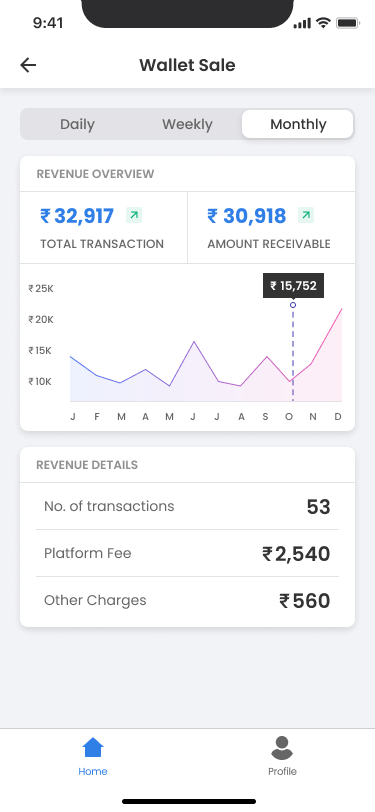 9:41
Wallet Sale
Daily Weekly Monthly
REVENUE OVERVIEW
₹ 32,917 ₹ 30,918
TOTAL TRANSACTION AMOUNT RECEIVABLE
₹ 15,752
₹ 25K
₹ 20K
₹ 15K
₹ 10K
J F M A M J J A S O N D
REVENUE DETAILS
No. of transactions 53
Platform Fee ₹2,540
Other Charges ₹560
Home Profile